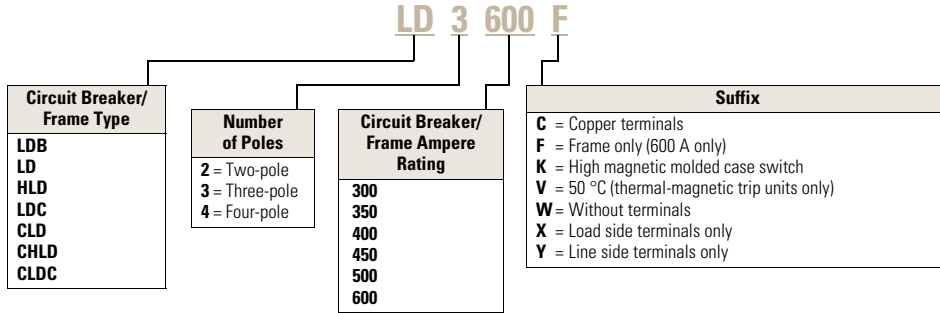 LD 3 600 F
Circuit Breaker/
Frame Type
LDB
LD
HLD
LDC
CLD
CHLD
CLDC
Number
of Poles
2 = Two-pole
3 = Three-pole
4 = Four-pole
Circuit Breaker/
Frame Ampere
Rating
300
350
400
450
500
600
Suffix
C = Copper terminals
F = Frame only (600 A only)
K = High magnetic molded case switch
V = 50 °C (thermal-magnetic trip units only)
W = Without terminals
X = Load side terminals only
Y = Line side terminals only